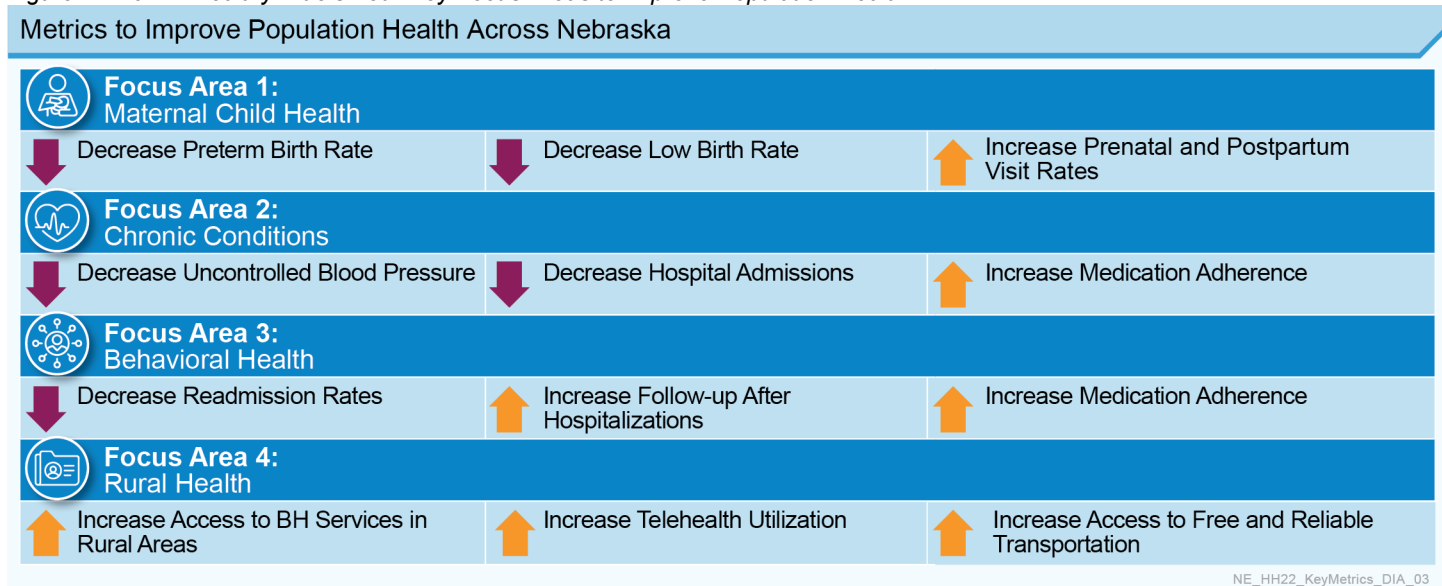 Metrics to Improve Population Health Across Nebraska
Focus Area 1:
Maternal Child Health
Decrease Preterm Birth Rate
Decrease Low Birth Rate
Increase Prenatal and Postpartum
Visit Rates
Focus Area 2:
Chronic Conditions
Decrease Uncontrolled Blood Pressure
Decrease Hospital Admissions
Increase Medication Adherence
Focus Area 3:
Behavioral Health
Decrease Readmission Rates
Increase Follow-up After
Hospitalizations
Increase Medication Adherence
Focus Area 4:
Rural Health
Increase Access to BH Services in
Rural Areas
Increase Telehealth Utilization
Increase Access to Free and Reliable
Transportation
NE_HH22_KeyMetrics_DIA_03